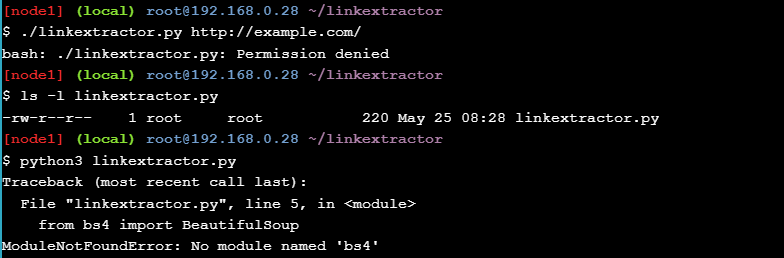 [node1] (local) root@192.168.0.28 ~/linkextractor
$ ./linkextractor.py http://example.com/
bash: ./linkextractor.py: Permission denied
[node1] (local) root@192.168.0.28 ~/linkextractor
$ ls -l linkextractor.py
-rw-r--r--    1 root     root           220 May 25 08:28 linkextractor.py
[node1] (local) root@192.168.0.28 ~/linkextractor
$ python3 linkextractor.py
Traceback (most recent call last):
  File "linkextractor.py", line 5, in <module>
    from bs4 import BeautifulSoup
ModuleNotFoundError: No module named 'bs4'